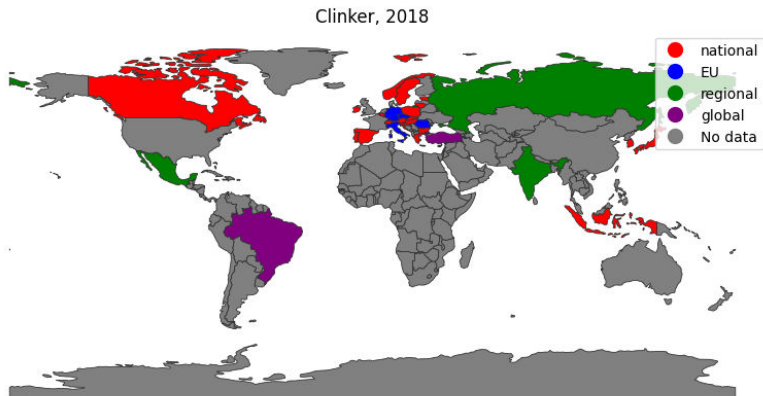 Clinker, 2018
national
EU
regional
global
No data